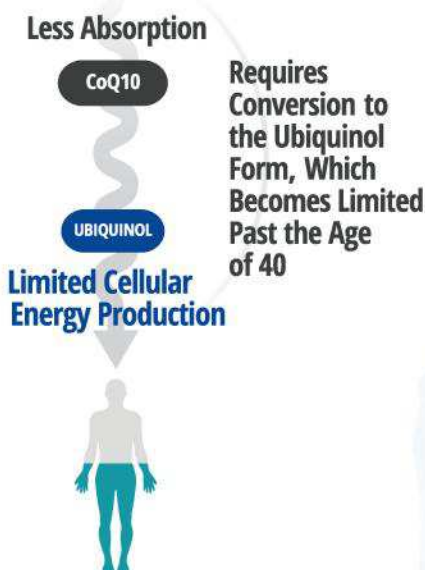 Less Absorption
CoQ10
Requires
Conversion to
the Ubiquinol
Form, Which
Becomes Limited
Past the Age
of 40
UBIQUINOL
Limited Cellular
Energy Production